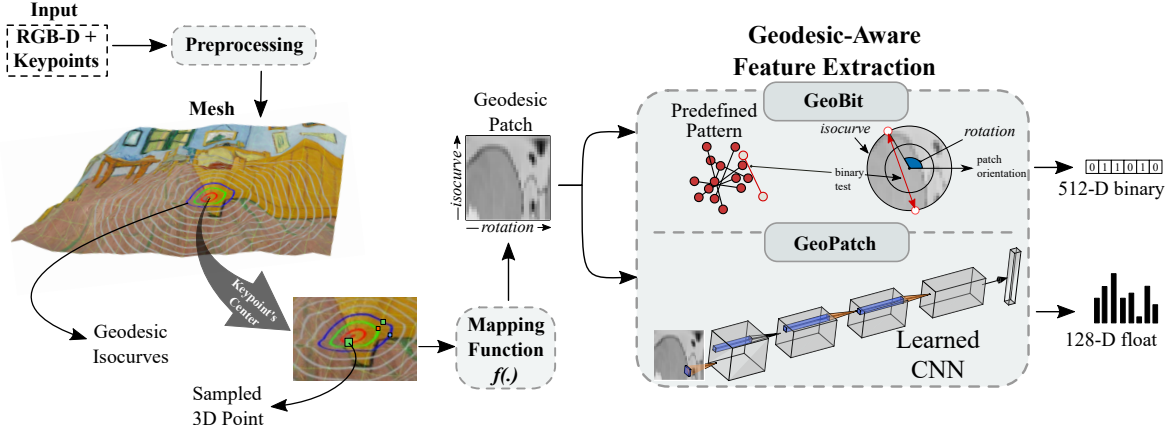 Input
RGB-D +
Keypoints
Preprocessing
Mesh
Keypoint's
Center
Geodesic
Isocurves
Sampled
3D Point
Mapping
Function
f(.)
Geodesic
Patch
isocurve
rotation
Geodesic-Aware
Feature Extraction
GeoBit
Predefined
Pattern
isocurve
rotation
binary
test
patch
orientation
0 1 1 0 1 0
512-D binary
GeoPatch
Learned
CNN
128-D float